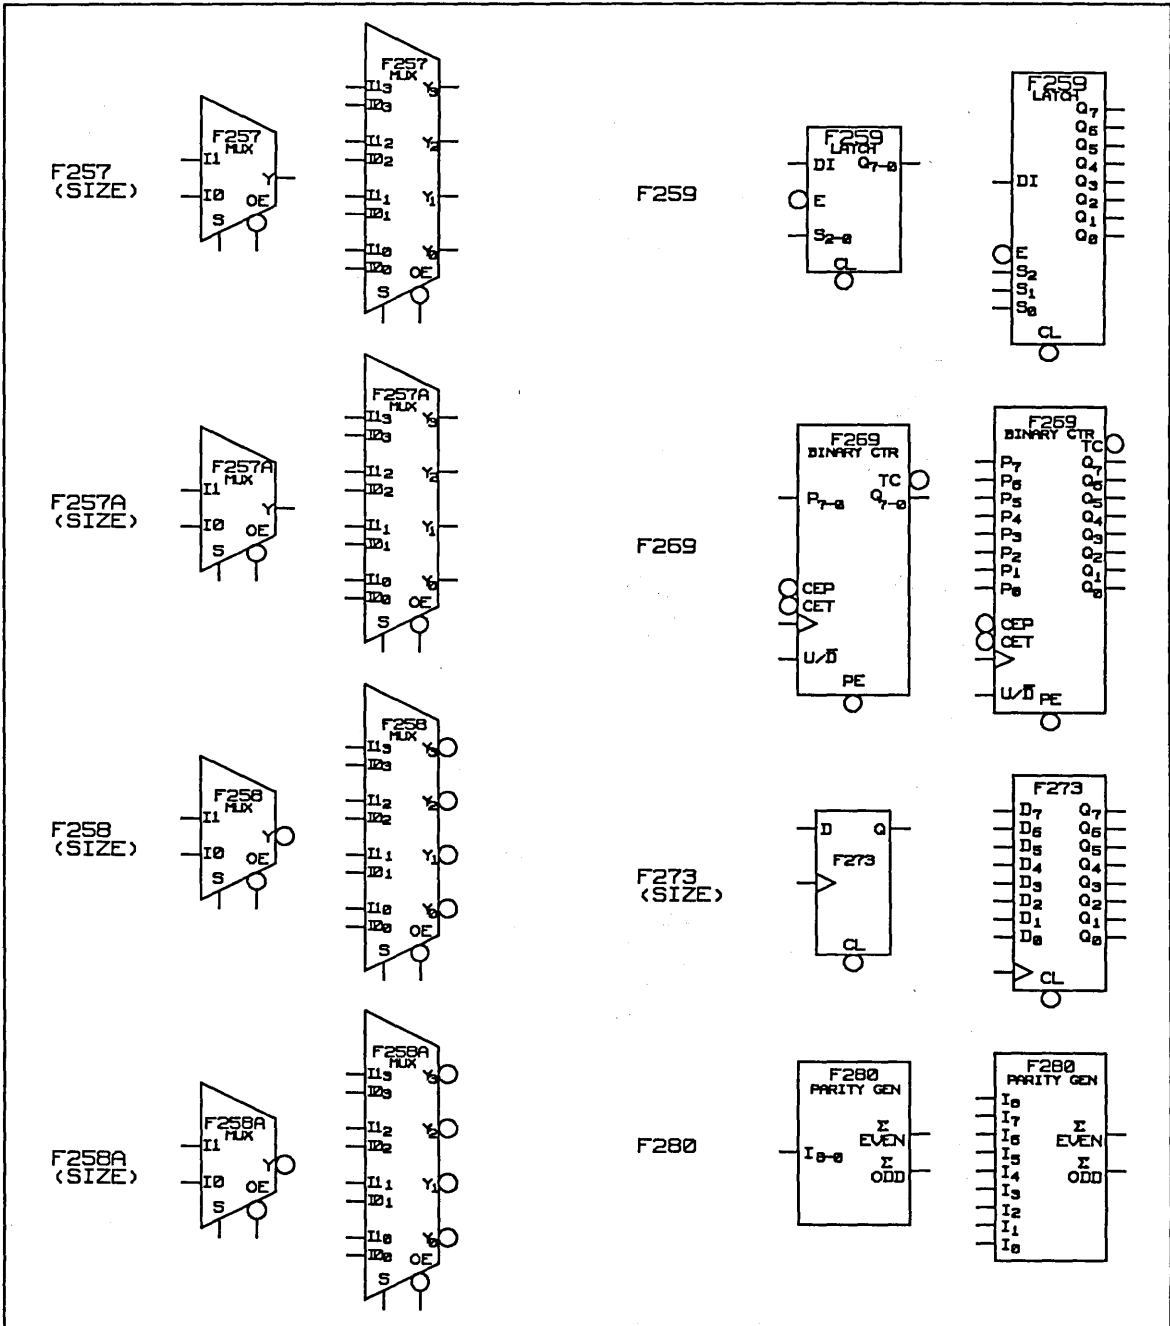 F257
(SIZE)
F257
MUX
I1
I0
Y
OE
S
F257
MUX
I1₃
I0₃
I1₂
I0₂
I1₁
I0₁
I1₀
I0₀
Y₃
Y₂
Y₁
Y₀
OE
S
F257A
(SIZE)
F257A
MUX
I1
I0
Y
OE
S
F257A
MUX
I1₃
I0₃
I1₂
I0₂
I1₁
I0₁
I1₀
I0₀
Y₃
Y₂
Y₁
Y₀
OE
S
F258
(SIZE)
F258
MUX
I1
I0
Y
OE
S
F258
MUX
I1₃
I0₃
I1₂
I0₂
I1₁
I0₁
I1₀
I0₀
Y₃
Y₂
Y₁
Y₀
OE
S
F258A
(SIZE)
F258A
MUX
I1
I0
Y
OE
S
F258A
MUX
I1₃
I0₃
I1₂
I0₂
I1₁
I0₁
I1₀
I0₀
Y₃
Y₂
Y₁
Y₀
OE
S
F259
F259
LATCH
DI Q₇₋₀
E
S₂₋₀
CL
F259
LATCH
Q₇
Q₆
Q₅
Q₄
DI Q₃
Q₂
Q₁
Q₀
E
S₂
S₁
S₀
CL
F269
F269
BINARY CTR
TC
P₇₋₀ Q₇₋₀
CEP
CET
U/D̅
PE
F269
BINARY CTR
TC
P₇ Q₇
P₆ Q₆
P₅ Q₅
P₄ Q₄
P₃ Q₃
P₂ Q₂
P₁ Q₁
P₀ Q₀
CEP
CET
U/D̅
PE
F273
(SIZE)
D Q
F273
CL
F273
D₇ Q₇
D₆ Q₆
D₅ Q₅
D₄ Q₄
D₃ Q₃
D₂ Q₂
D₁ Q₁
D₀ Q₀
CL
F280
F280
PARITY GEN
Σ
EVEN
I₈₋₀
Σ
ODD
F280
PARITY GEN
I₈
I₇
I₆
I₅
I₄
I₃
I₂
I₁
I₀
Σ
EVEN
Σ
ODD